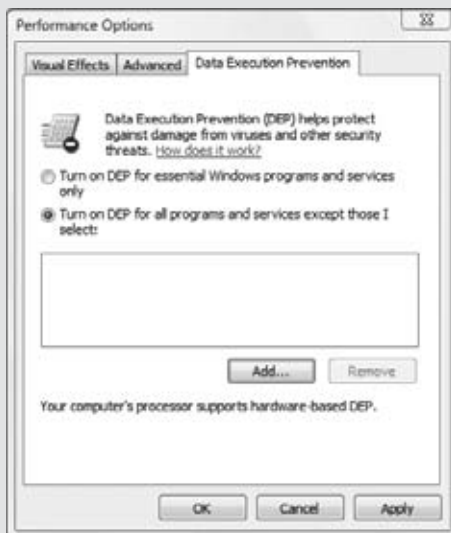 Performance Options
Visual Effects Advanced Data Execution Prevention
Data Execution Prevention (DEP) helps protect
against damage from viruses and other security
threats. How does it work?
Turn on DEP for essential Windows programs and services
only
Turn on DEP for all programs and services except those I
select:
Add... Remove
Your computer's processor supports hardware-based DEP.
OK Cancel Apply